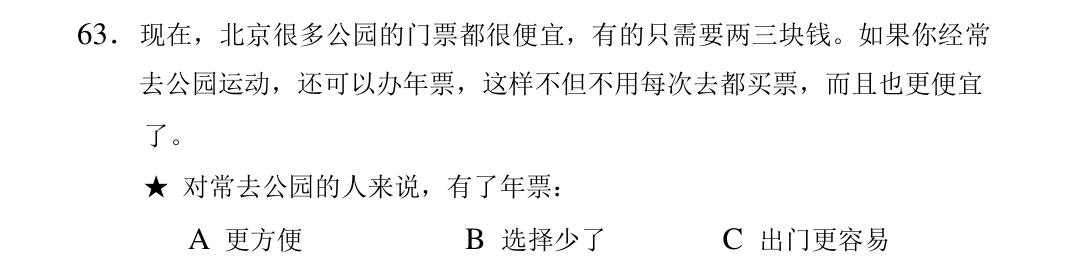 63． 现在，北京很多公园的门票都很便宜，有的只需要两三块钱。如果你经常
去公园运动，还可以办年票，这样不但不用每次去都买票，而且也更便宜
了。
★ 对常去公园的人来说，有了年票：
A 更方便 B 选择少了 C 出门更容易